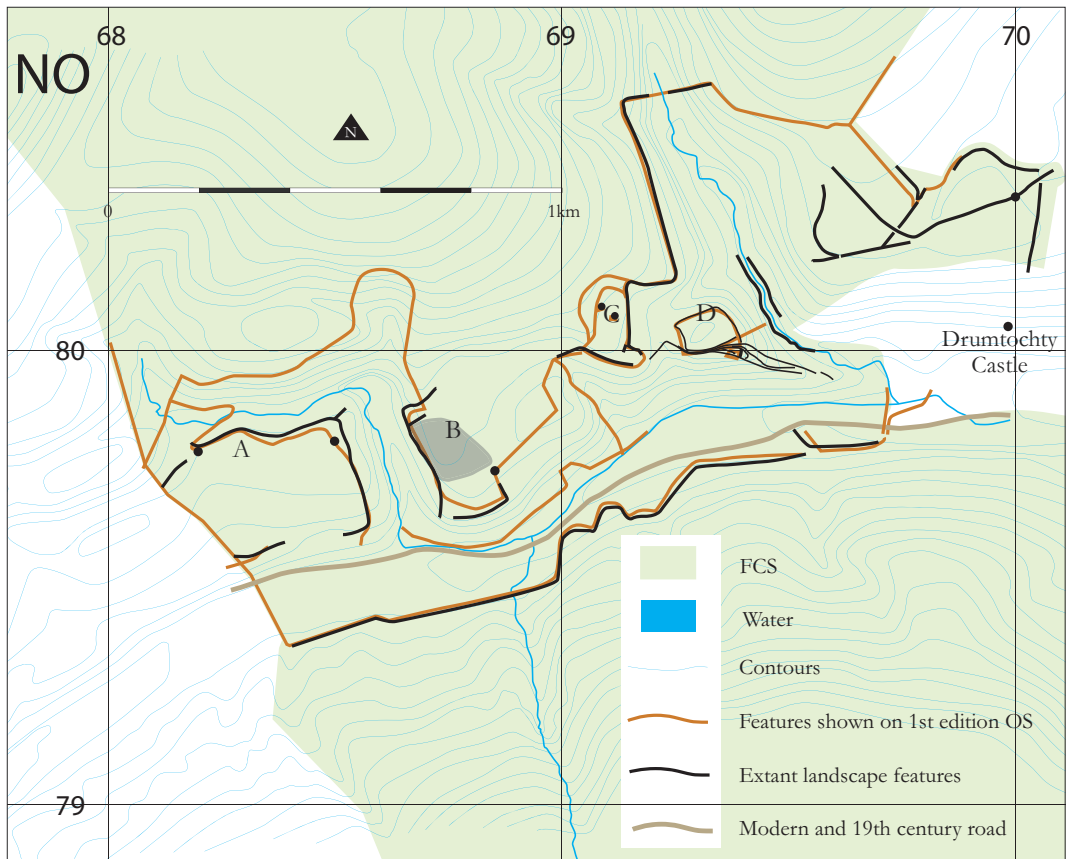 68
69
70
NO
N
0
1km
C
D
80
Drumtochty
Castle
A
B
FCS
Water
Contours
Features shown on 1st edition OS
Extant landscape features
79
Modern and 19th century road